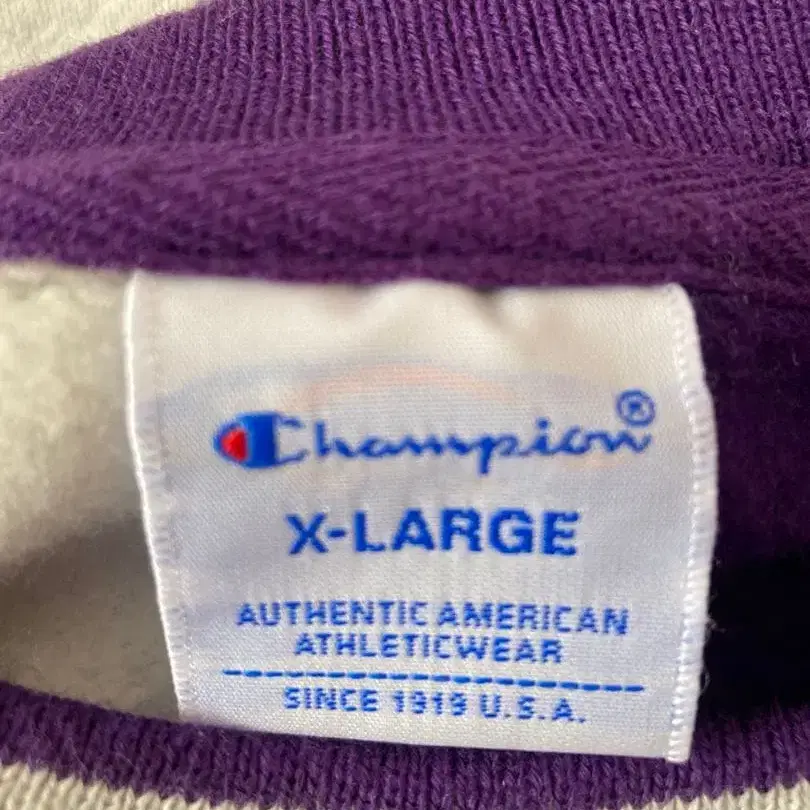 Champion®
X-LARGE
AUTHENTIC AMERICAN
ATHLETICWEAR
SINCE 1919 U.S.A.